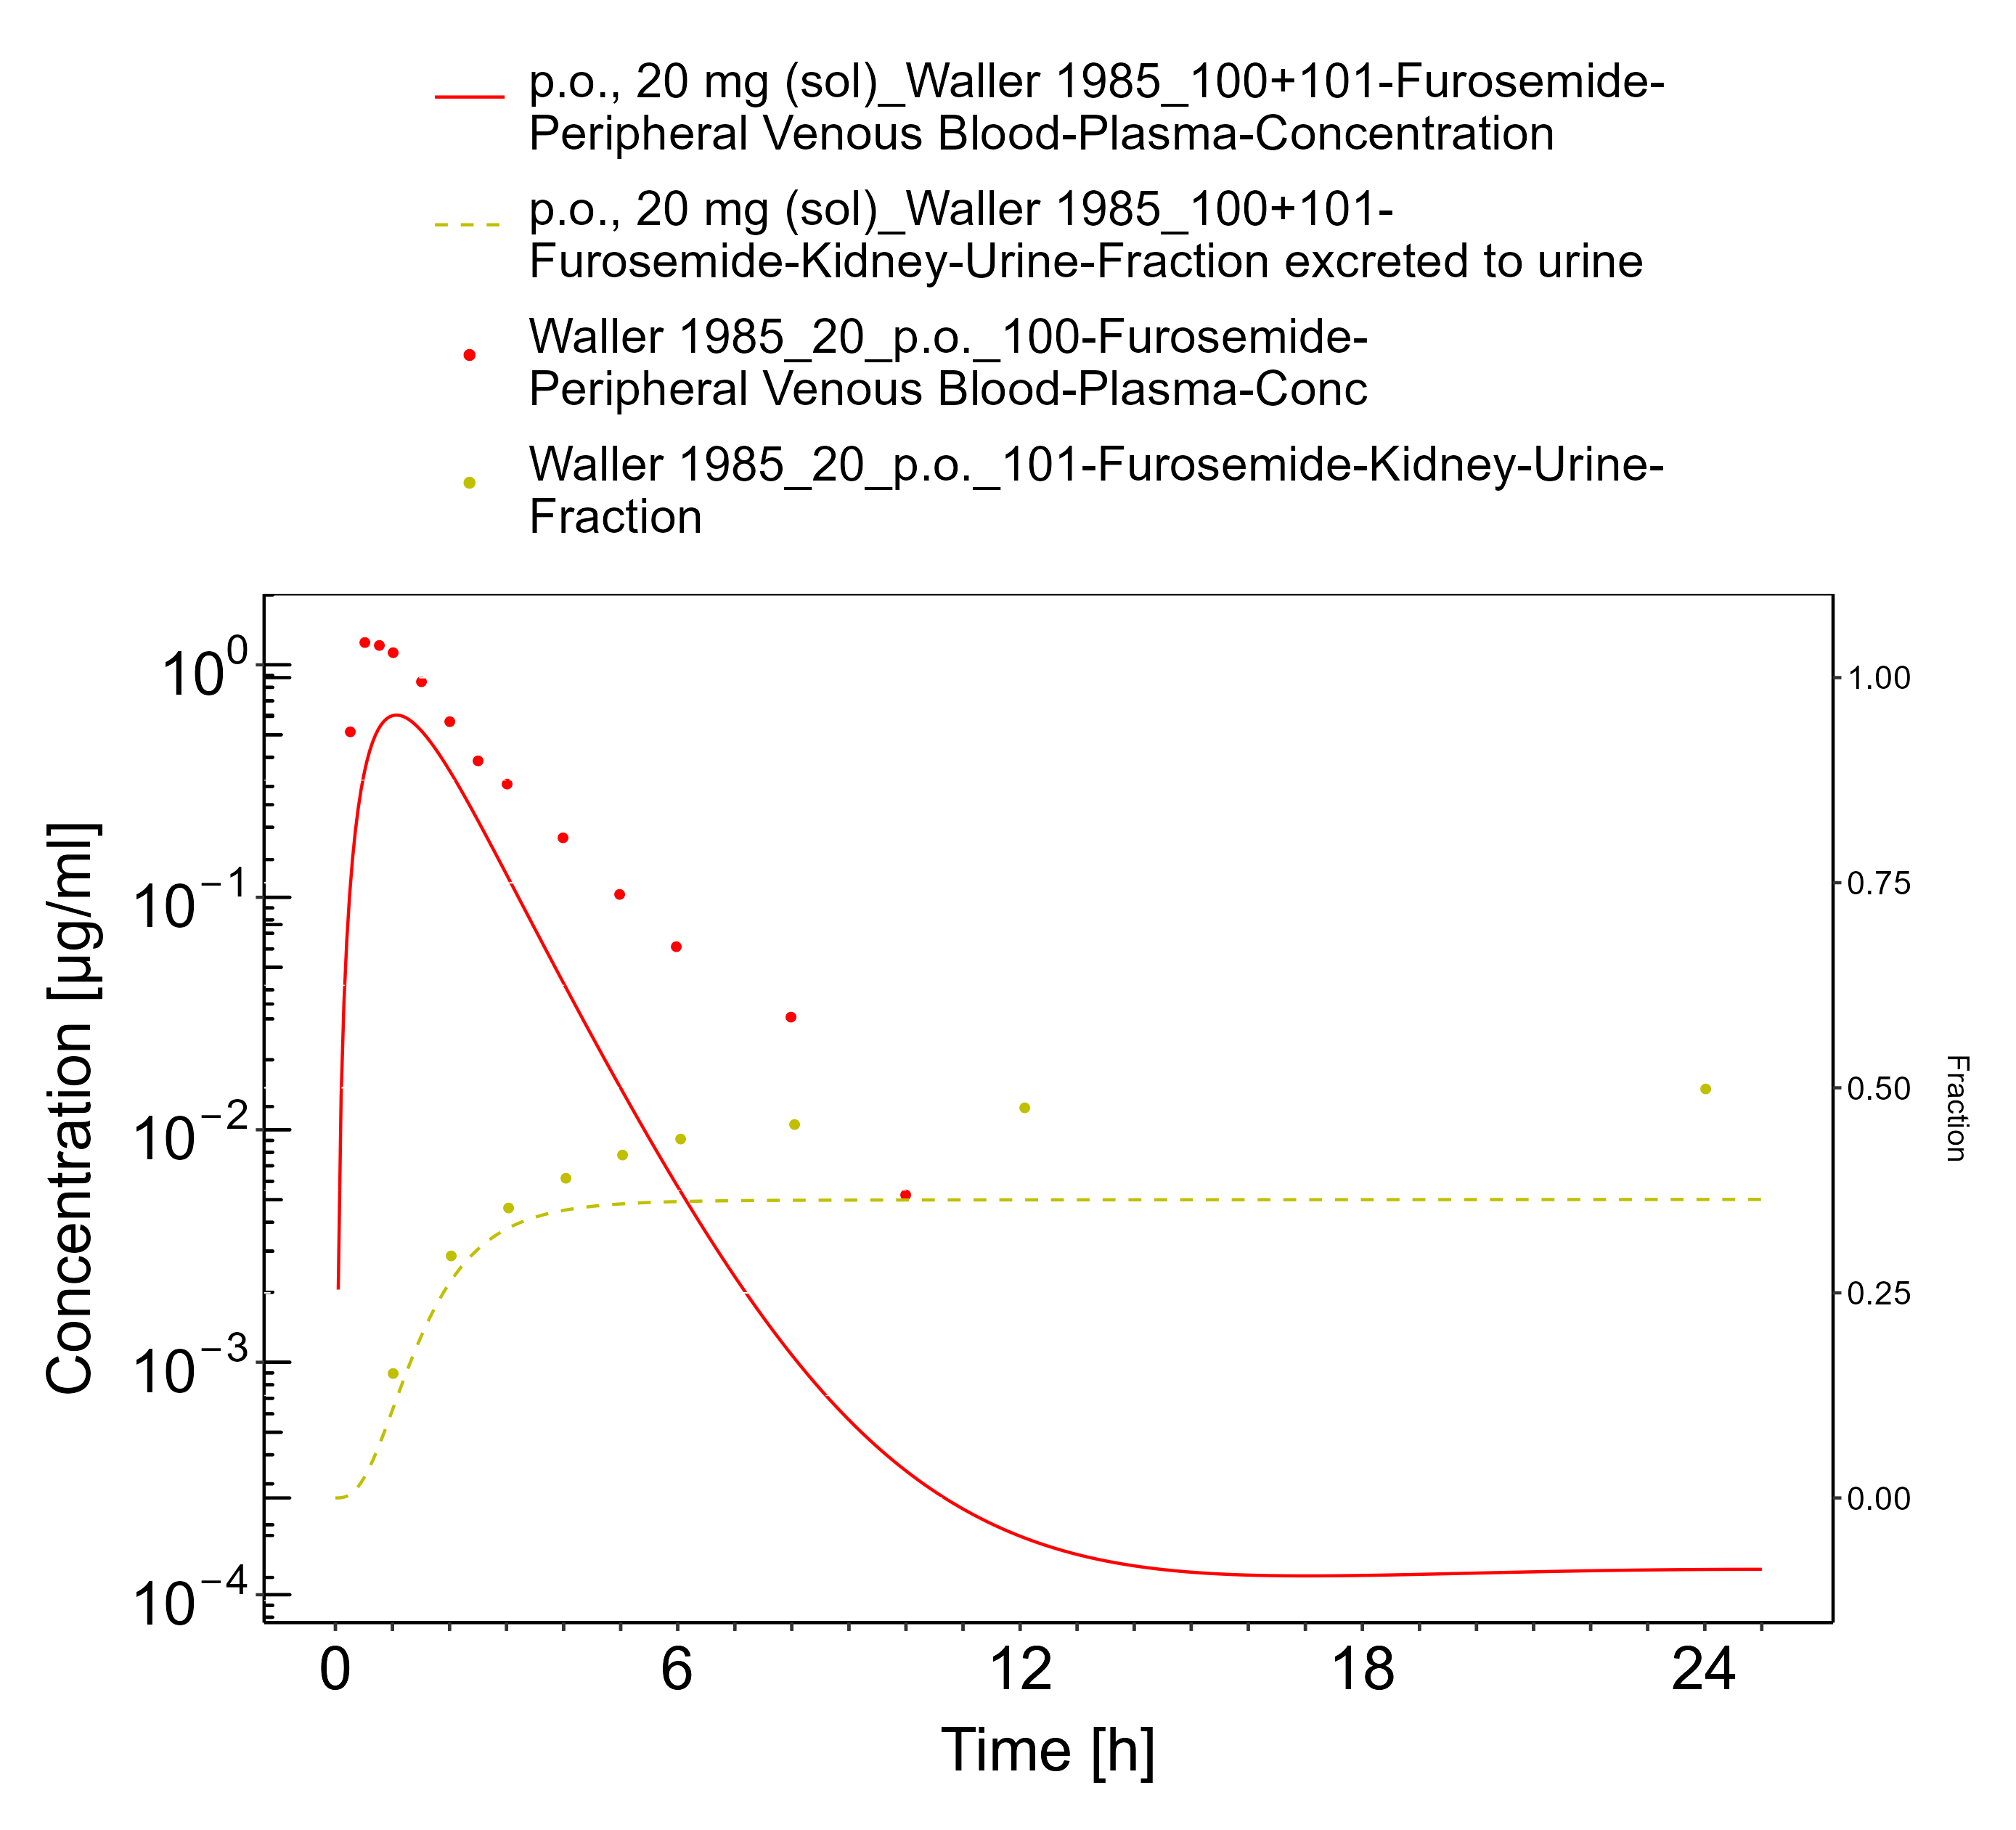 p.o., 20 mg (sol)_Waller 1985_100+101-Furosemide-
Peripheral Venous Blood-Plasma-Concentration
p.o., 20 mg (sol)_Waller 1985_100+101-
Furosemide-Kidney-Urine-Fraction excreted to urine
Waller 1985_20_p.o._100-Furosemide-
Peripheral Venous Blood-Plasma-Conc
Waller 1985_20_p.o._101-Furosemide-Kidney-Urine-
Fraction
Concentration [µg/ml]
10⁰
10⁻¹
10⁻²
10⁻³
10⁻⁴
1.00
0.75
0.50
0.25
0.00
Fraction
0 6 12 18 24
Time [h]